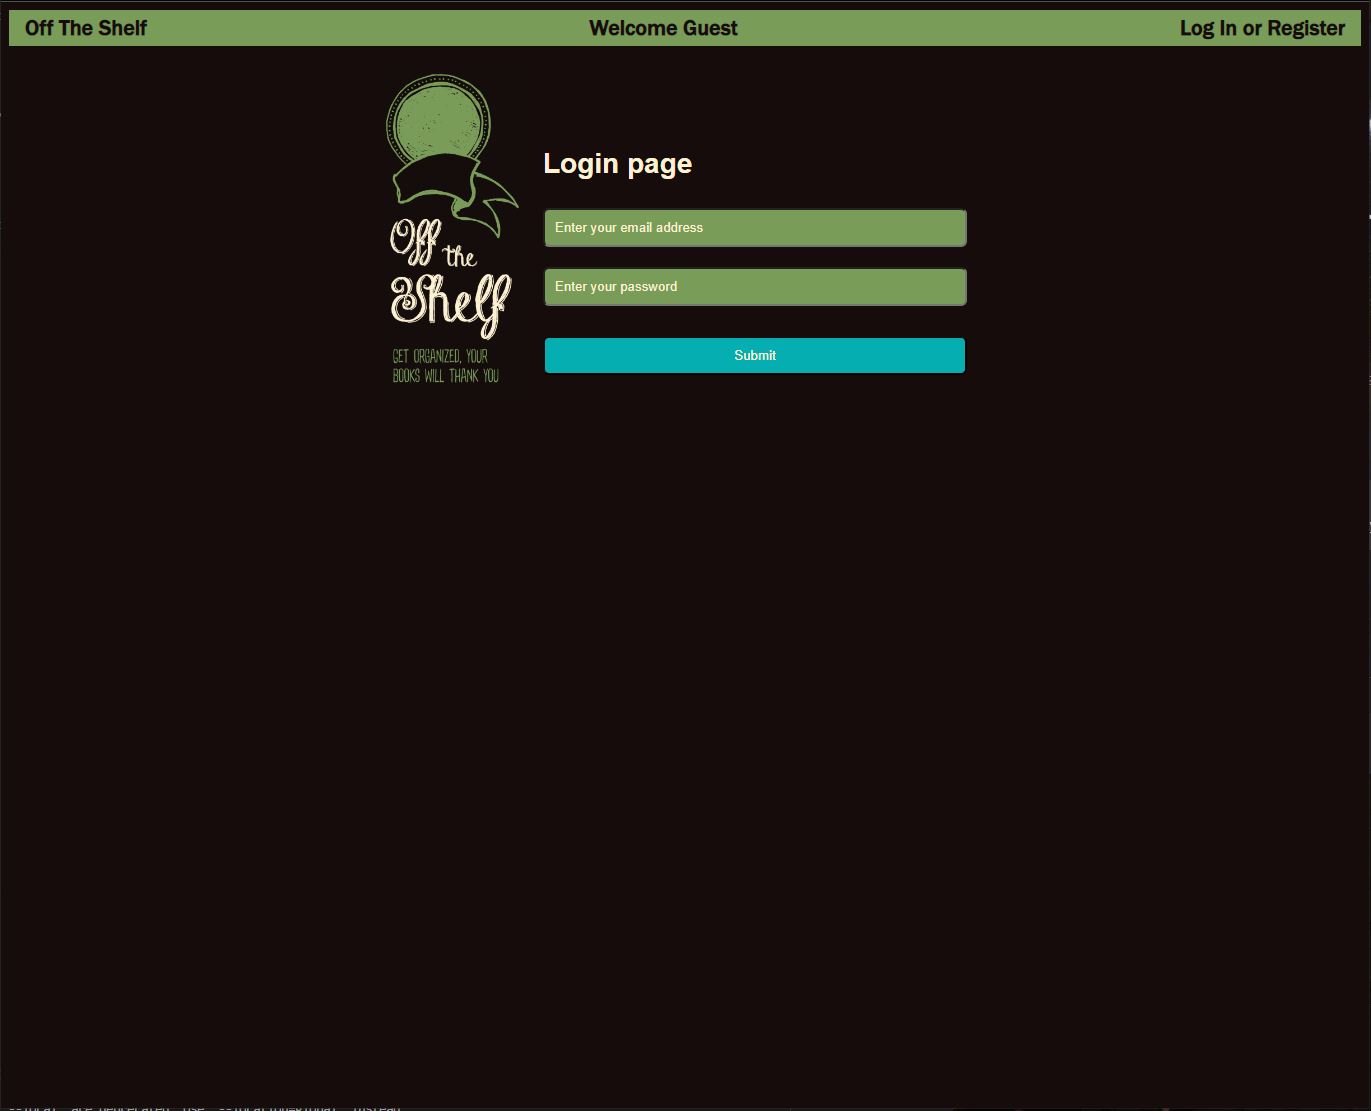 Off The Shelf
Welcome Guest
Log In or Register
Off the
Shelf
GET ORGANIZED, YOUR
BOOKS WILL THANK YOU
Login page
Enter your email address
Enter your password
Submit